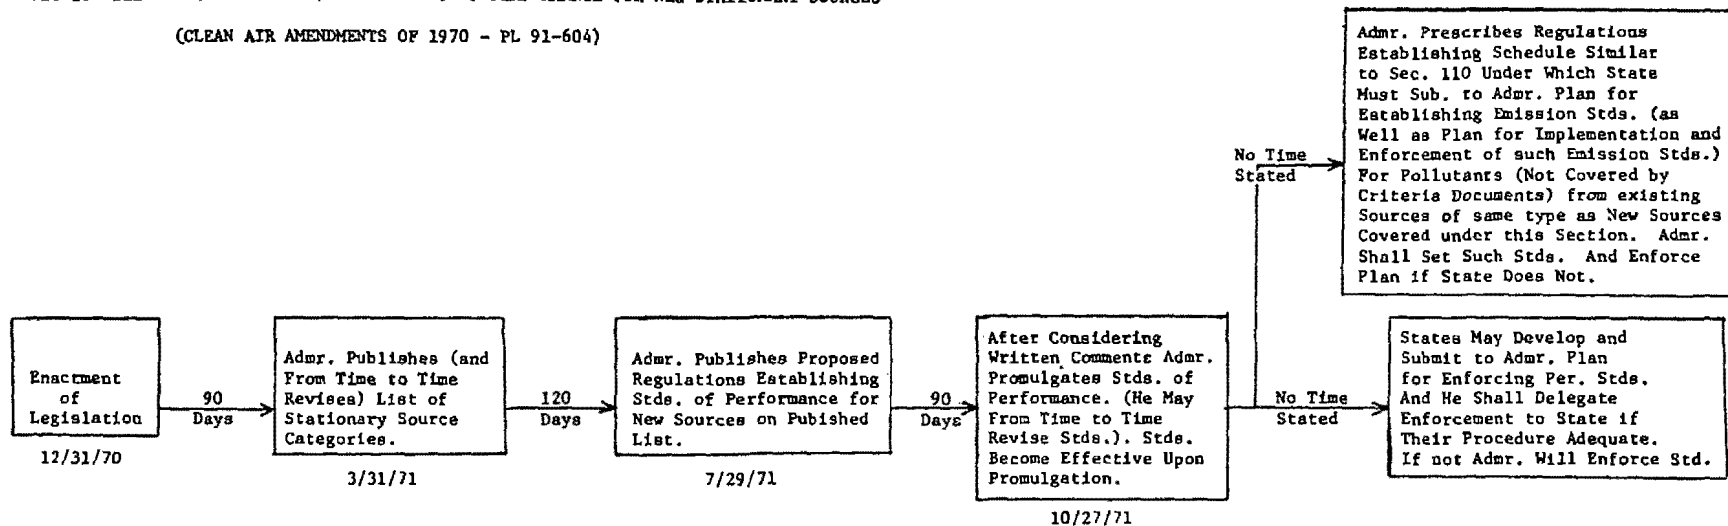 (CLEAN AIR AMENDMENTS OF 1970 - PL 91-604)
Enactment
of
Legislation
12/31/70
90
Days
Admr. Publishes (and
From Time to Time
Revises) List of
Stationary Source
Categories.
3/31/71
120
Days
Admr. Publishes Proposed
Regulations Establishing
Stds. of Performance for
New Sources on Pubished
List.
7/29/71
90
Days
After Considering
Written Comments Admr.
Promulgates Stds. of
Performance. (He May
From Time to Time
Revise Stds.). Stds.
Become Effective Upon
Promulgation.
10/27/71
No Time
Stated
Admr. Prescribes Regulations
Establishing Schedule Similar
to Sec. 110 Under Which State
Must Sub. to Admr. Plan for
Establishing Emission Stds. (as
Well as Plan for Implementation and
Enforcement of such Emission Stds.)
For Pollutants (Not Covered by
Criteria Documents) from existing
Sources of same type as New Sources
Covered under this Section. Admr.
Shall Set Such Stds. And Enforce
Plan if State Does Not.
No Time
Stated
States May Develop and
Submit to Admr. Plan
for Enforcing Per. Stds.
And He Shall Delegate
Enforcement to State if
Their Procedure Adequate.
If not Admr. Will Enforce Std.